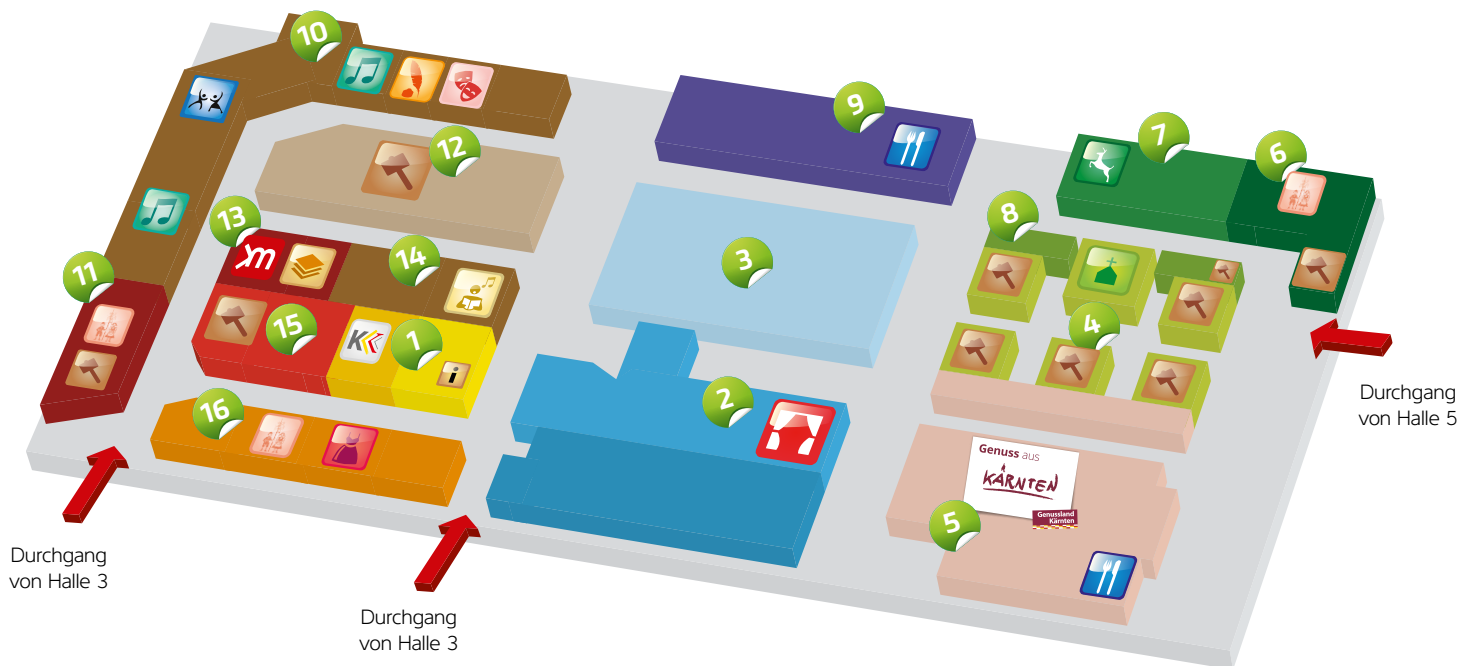 10
9
7
6
12
13
8
14
3
11
4
15
1
K
i
Durchgang
von Halle 5
2
16
Genuss aus
KÄRNTEN
Genussland
Kärnten
5
Durchgang
von Halle 3
Durchgang
von Halle 3